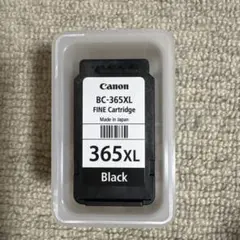 Canon
BC-365XL
FINE Cartridge
Made in Japan
365XL
Black